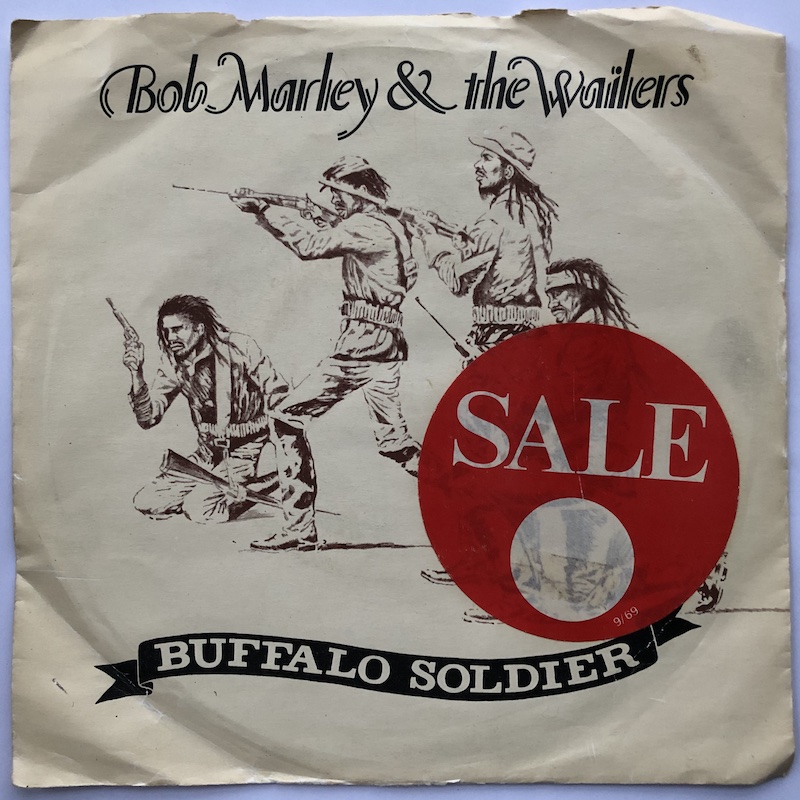 Bob Marley & the Wailers
SALE
9/69
BUFFALO SOLDIER